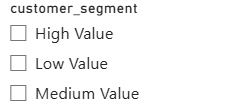 customer_segment
High Value
Low Value
Medium Value